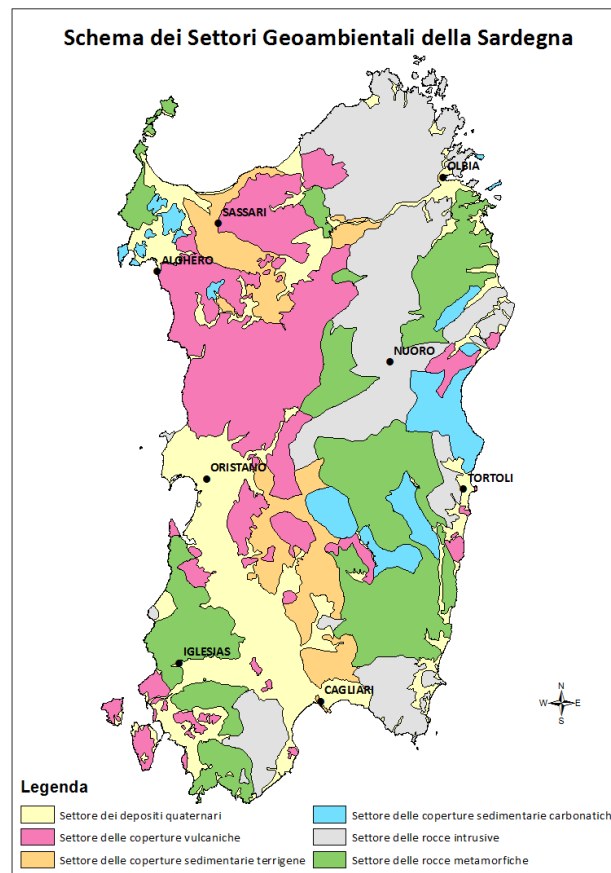 Schema dei Settori Geoambientali della Sardegna
OLBIA
SASSARI
ALGHERO
NUORO
ORISTANO
TORTOLI
IGLESIAS
CAGLIARI
N
W E
S
Legenda
Settore dei depositi quaternari
Settore delle coperture sedimentarie carbonatich
Settore delle coperture vulcaniche
Settore delle rocce intrusive
Settore delle coperture sedimentarie terrigene
Settore delle rocce metamorfiche